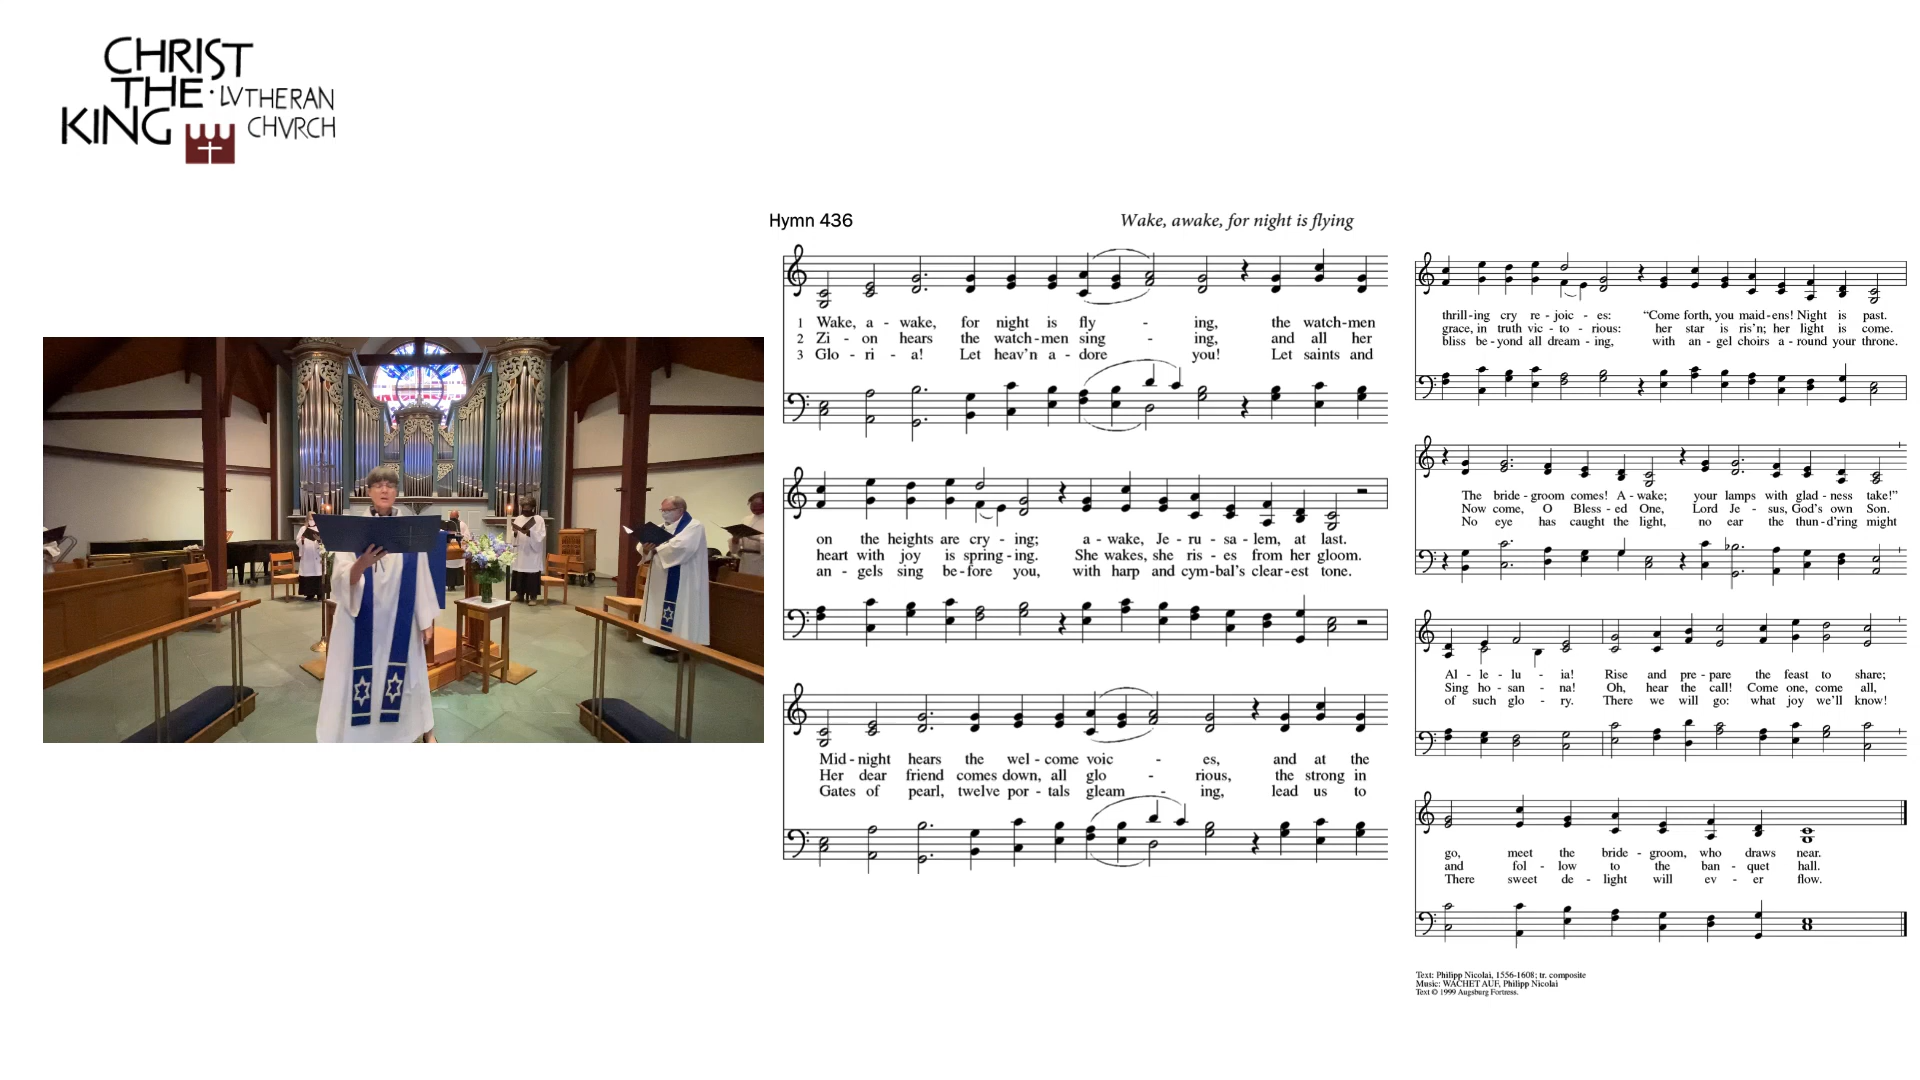 CHRIST
THE · LVTHERAN
KING CHVRCH
Hymn 436
Wake, awake, for night is flying
1 Wake, a - wake, for night is fly - ing, the watch-men
2 Zi - on hears the watch-men sing - ing, and all her
3 Glo - ri - a! Let heav'n a - dore you! Let saints and
on the heights are cry - ing; a - wake, Je - ru - sa - lem, at last.
heart with joy is spring - ing. She wakes, she ris - es from her gloom.
an - gels sing be - fore you, with harp and cym - bal's clear - est tone.
Mid - night hears the wel - come voic - es, and at the
Her dear friend comes down, all glo - rious, the strong in
Gates of pearl, twelve por - tals gleam - ing, lead us to
thrill - ing cry re - joic - es: “Come forth, you maid - ens! Night is past.
grace, in truth vic - to - rious: her star is ris'n; her light is come.
bliss be - yond all dream - ing, with an - gel choirs a - round your throne.
The bride - groom comes! A - wake; your lamps with glad - ness take!”
Now come, O Bless - ed One, Lord Je - sus, God's own Son.
No eye has caught the light, no ear the thun - d'ring might
Al - le - lu - ia! Rise and pre - pare the feast to share;
Sing ho - san - na! Oh, hear the call! Come one, come all,
of such glo - ry. There we will go: what joy we'll know!
go, meet the bride - groom, who draws near.
and fol - low to the ban - quet hall.
There sweet de - light will ev - er flow.
Text: Philipp Nicolai, 1556-1608; tr. composite
Music: WACHET AUF, Philipp Nicolai
Text © 1999 Augsburg Fortress.